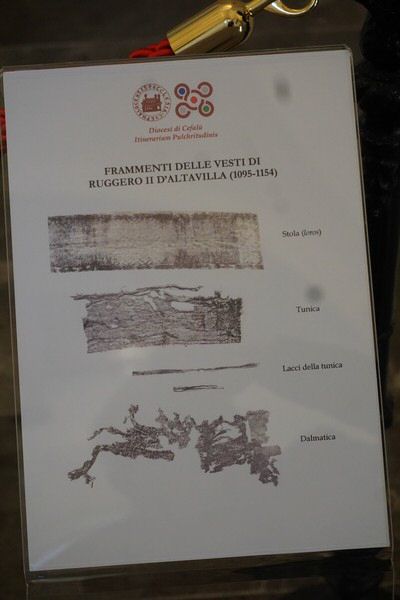 Diocesi di Cefalù
Itinerarium Pulchritudinis
FRAMMENTI DELLE VESTI DI
RUGGERO II D'ALTAVILLA (1095-1154)
Stola (loros)
Tunica
Lacci della tunica
Dalmatica